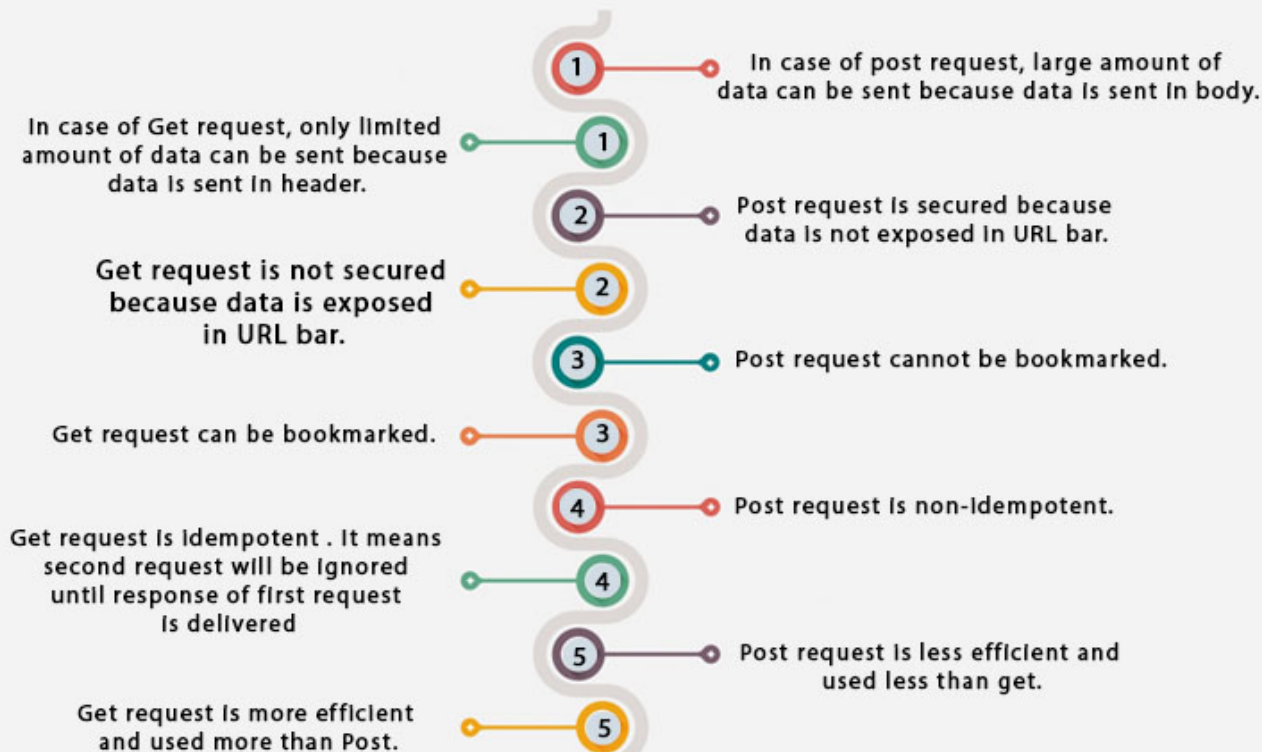 1
In case of post request, large amount of
data can be sent because data is sent in body.
In case of Get request, only limited
amount of data can be sent because
data is sent in header.
1
2
Post request is secured because
data is not exposed in URL bar.
Get request is not secured
because data is exposed
in URL bar.
2
3
Post request cannot be bookmarked.
Get request can be bookmarked.
3
4
Post request is non-idempotent.
Get request is idempotent . It means
second request will be ignored
until response of first request
is delivered
4
5
Post request is less efficient and
used less than get.
Get request is more efficient
and used more than Post.
5